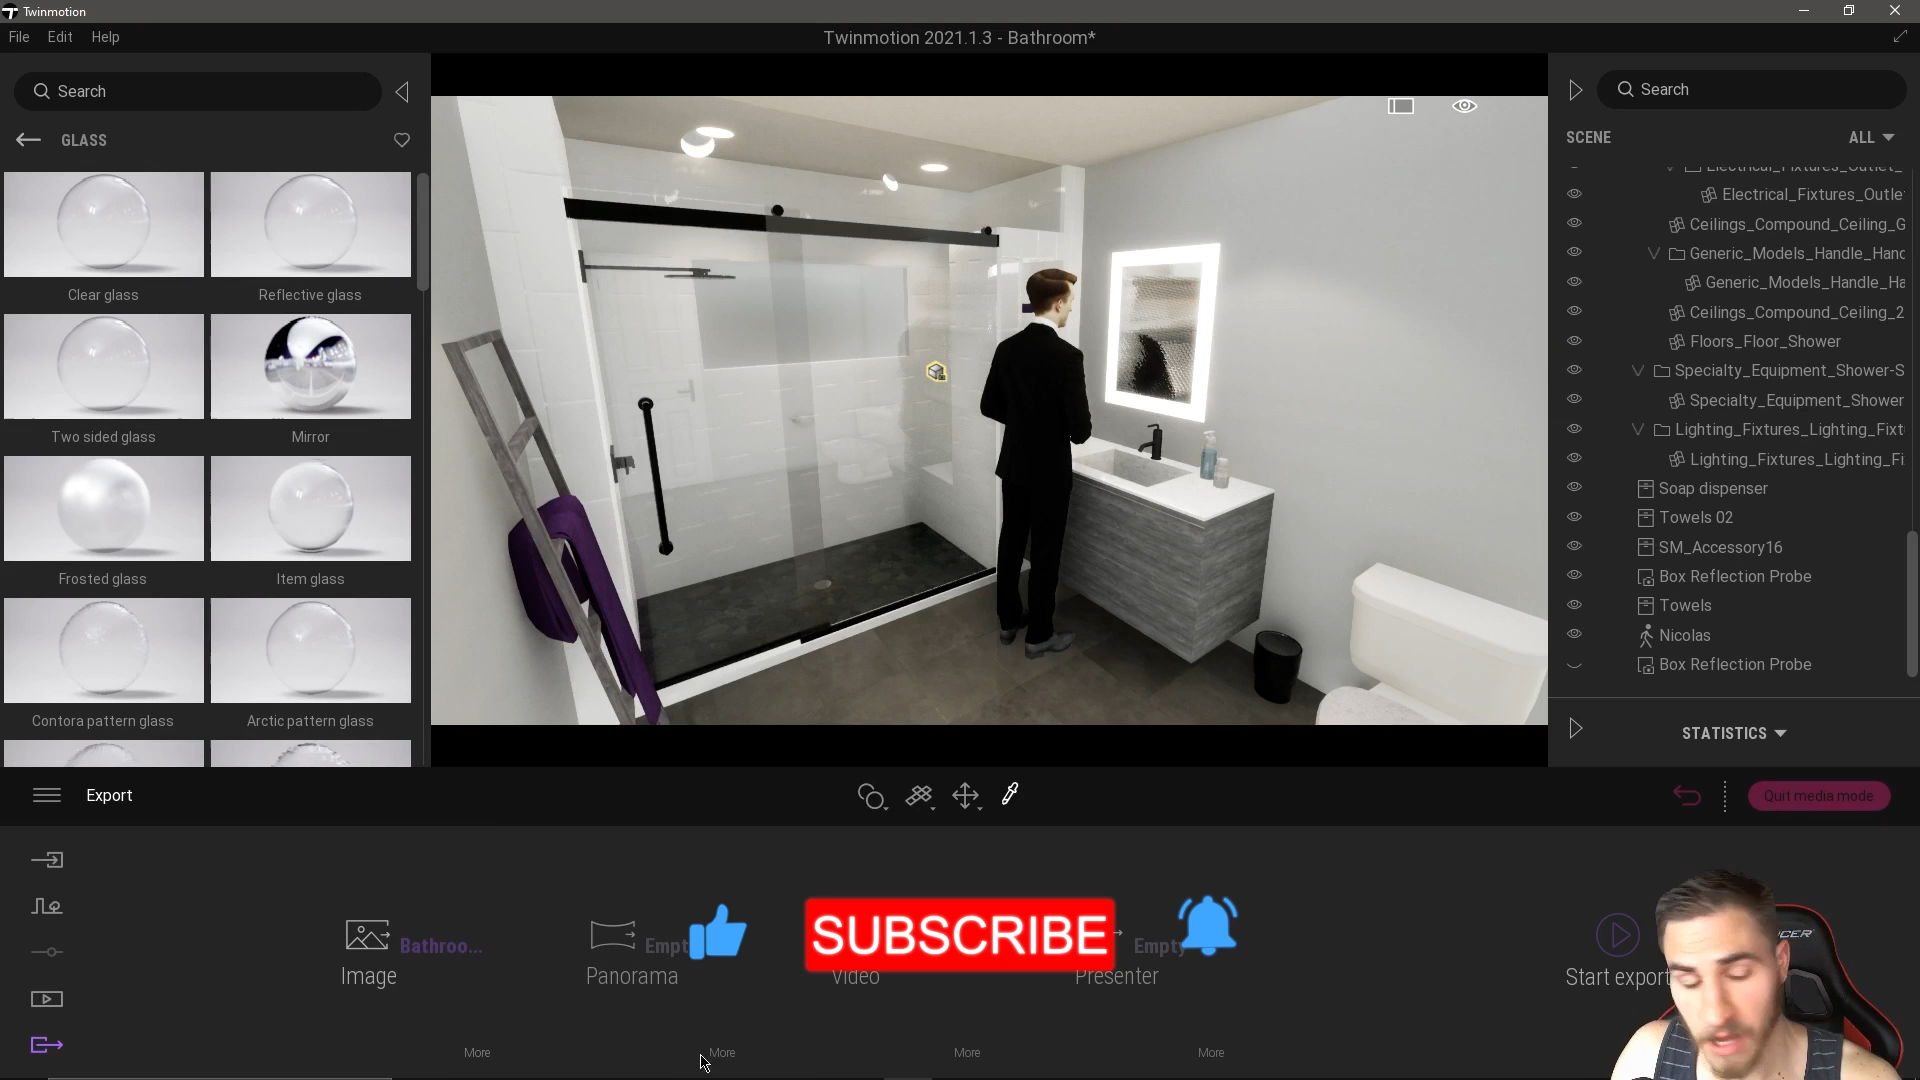 Twinmotion
File Edit Help
Twinmotion 2021.1.3 - Bathroom*
Search
GLASS
Clear glass
Reflective glass
Two sided glass
Mirror
Frosted glass
Item glass
Contora pattern glass
Arctic pattern glass
Search
SCENE
ALL
Electrical_Fixtures_Outlet_
Electrical_Fixtures_Outle
Ceilings_Compound_Ceiling_G
Generic_Models_Handle_Hand
Generic_Models_Handle_Ha
Ceilings_Compound_Ceiling_2
Floors_Floor_Shower
Specialty_Equipment_Shower-S
Specialty_Equipment_Shower
Lighting_Fixtures_Lighting_Fixt
Lighting_Fixtures_Lighting_Fi
Soap dispenser
Towels 02
SM_Accessory16
Box Reflection Probe
Towels
Nicolas
Box Reflection Probe
STATISTICS
Export
Quit media mode
Bathroo...
Image
Empt
Panorama
SUBSCRIBE
Video
Empty
Presenter
Start export
More
More
More
More